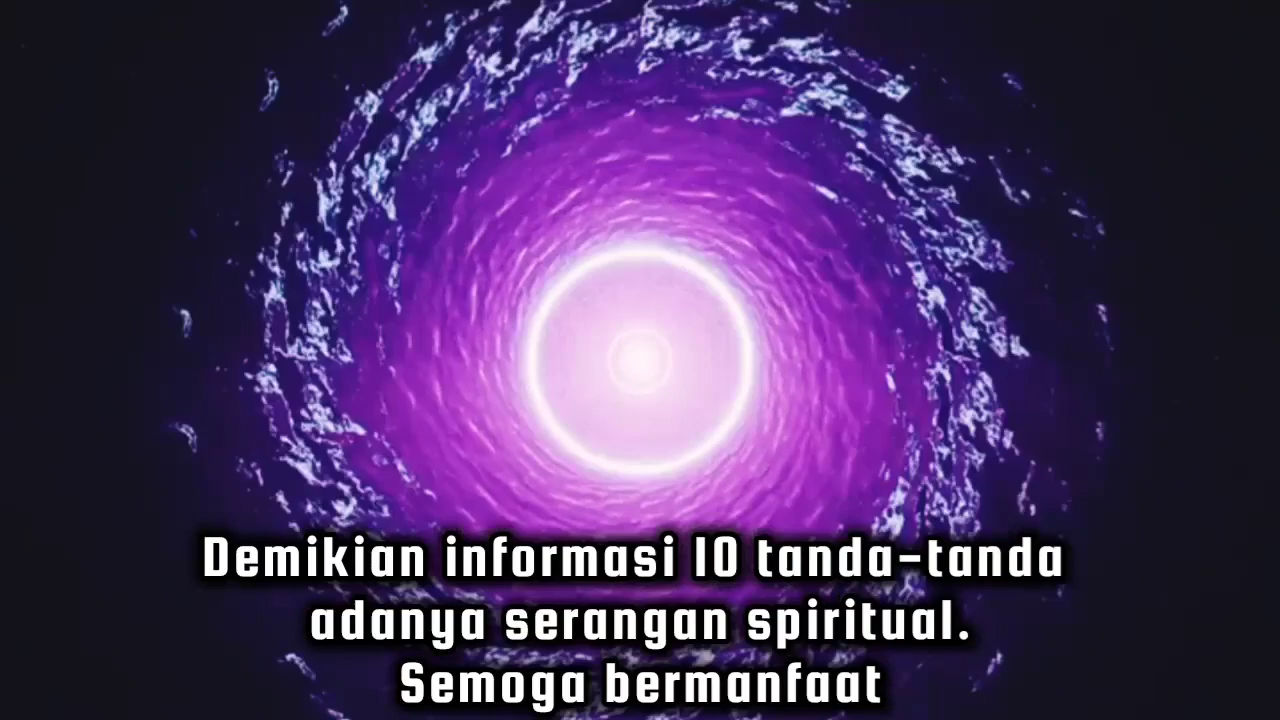 Demikian informasi 10 tanda-tanda
adanya serangan spiritual.
Semoga bermanfaat